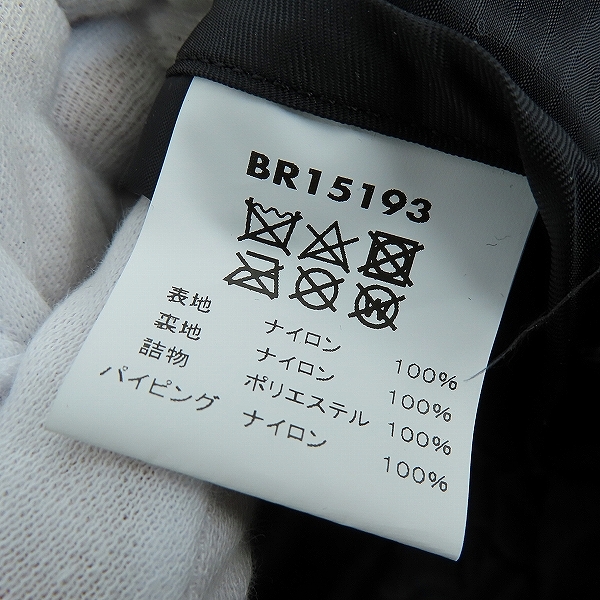 BR15193
表地 ナイロン 100%
裏地 ナイロン 100%
詰物 ポリエステル 100%
パイピング ナイロン 100%